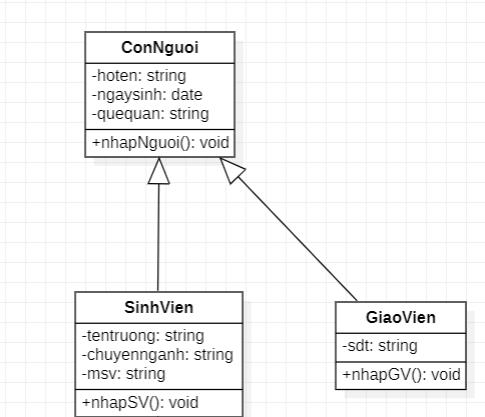 ConNguoi
-hoten: string
-ngaysinh: date
-quequan: string
+nhapNguoi(): void
SinhVien
-tentruong: string
-chuyennganh: string
-msv: string
+nhapSV(): void
GiaoVien
-sdt: string
+nhapGV(): void